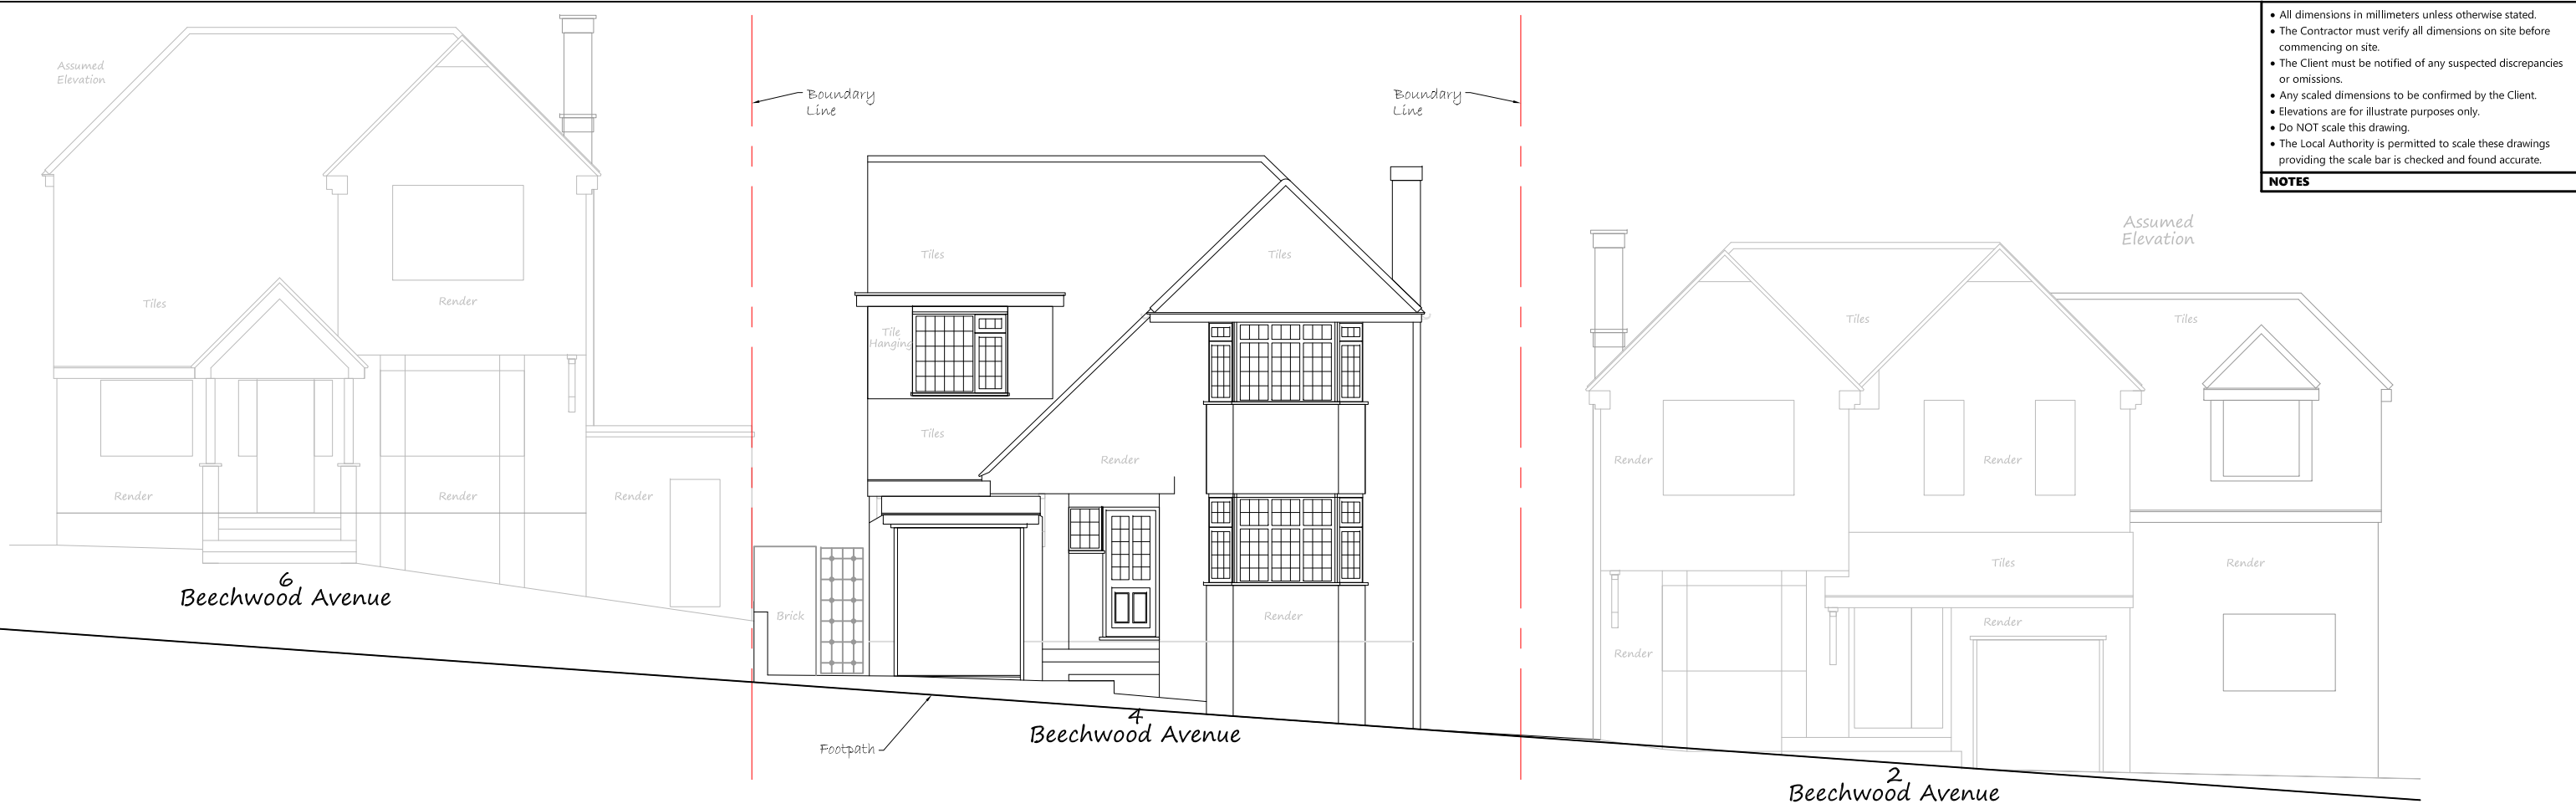 • All dimensions in millimeters unless otherwise stated.
• The Contractor must verify all dimensions on site before
commencing on site.
• The Client must be notified of any suspected discrepancies
or omissions.
• Any scaled dimensions to be confirmed by the Client.
• Elevations are for illustrate purposes only.
• Do NOT scale this drawing.
• The Local Authority is permitted to scale these drawings
providing the scale bar is checked and found accurate.
NOTES
Assumed
Elevation
Tiles
Render
Render
Render
Render
6
Beechwood Avenue
Boundary
Line
Boundary
Line
Tiles
Tiles
Tile
Hanging
Tiles
Render
Brick
Render
Footpath
4
Beechwood Avenue
Assumed
Elevation
Tiles
Tiles
Render
Render
Tiles
Render
Render
Render
2
Beechwood Avenue